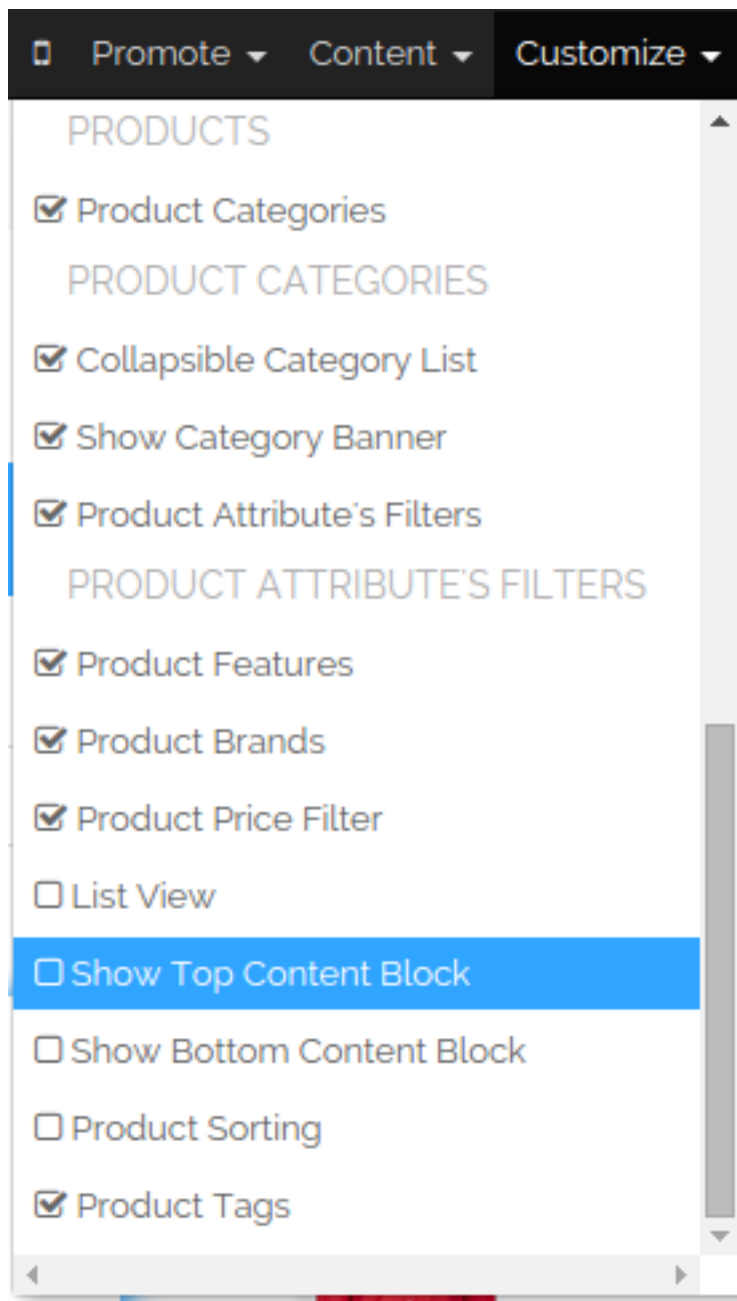 Promote Content Customize
PRODUCTS
Product Categories
PRODUCT CATEGORIES
Collapsible Category List
Show Category Banner
Product Attribute's Filters
PRODUCT ATTRIBUTE'S FILTERS
Product Features
Product Brands
Product Price Filter
List View
Show Top Content Block
Show Bottom Content Block
Product Sorting
Product Tags